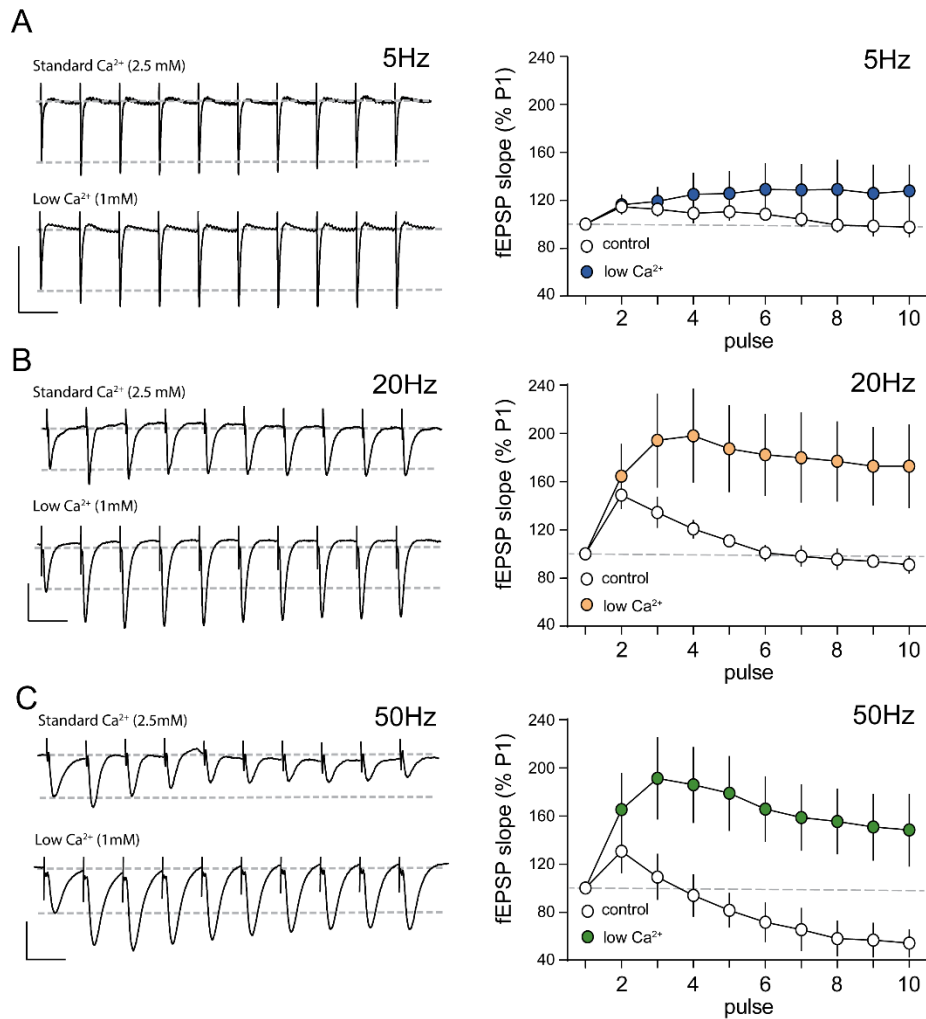 A
Standard Ca²⁺ (2.5 mM)
5Hz
Low Ca²⁺ (1mM)
5Hz
fEPSP slope (% P1)
240
200
160
120
80
40
control
low Ca²⁺
2 4 6 8 10
pulse
B
Standard Ca²⁺ (2.5 mM)
20Hz
Low Ca²⁺ (1mM)
20Hz
fEPSP slope (% P1)
240
200
160
120
80
40
control
low Ca²⁺
2 4 6 8 10
pulse
C
Standard Ca²⁺ (2.5mM)
50Hz
Low Ca²⁺ (1mM)
50Hz
fEPSP slope (% P1)
240
200
160
120
80
40
control
low Ca²⁺
2 4 6 8 10
pulse